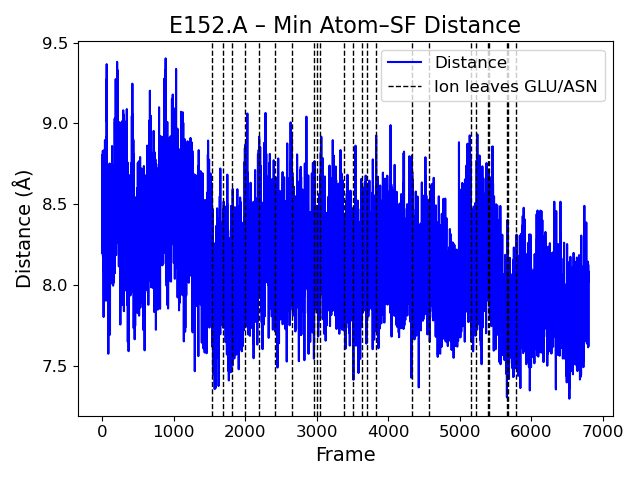 E152.A – Min Atom–SF Distance
Distance (Å)
9.5
9.0
8.5
8.0
7.5
Distance
Ion leaves GLU/ASN
0 1000 2000 3000 4000 5000 6000 7000
Frame